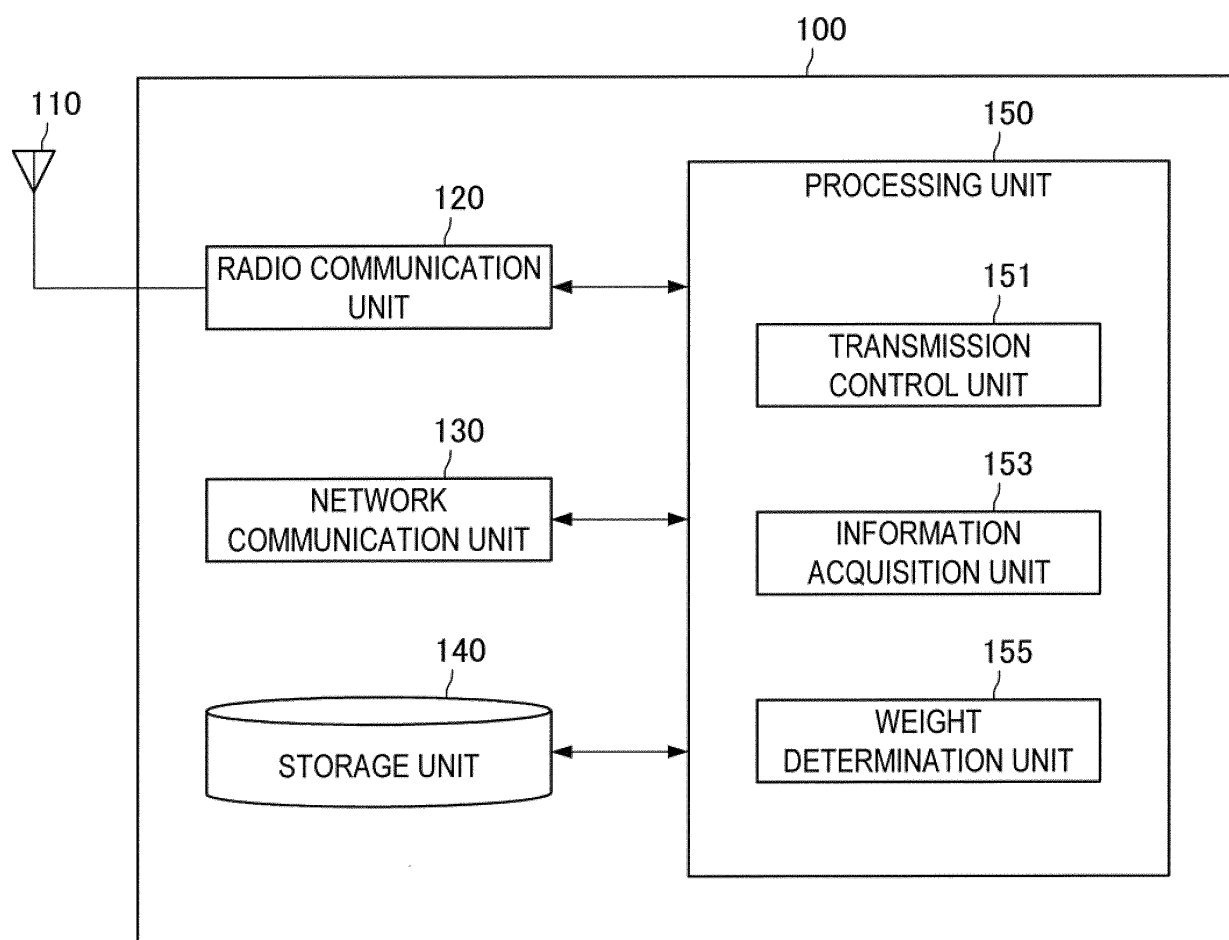 100
110
150
PROCESSING UNIT
120
RADIO COMMUNICATION
UNIT
151
TRANSMISSION
CONTROL UNIT
130
NETWORK
COMMUNICATION UNIT
153
INFORMATION
ACQUISITION UNIT
140
STORAGE UNIT
155
WEIGHT
DETERMINATION UNIT